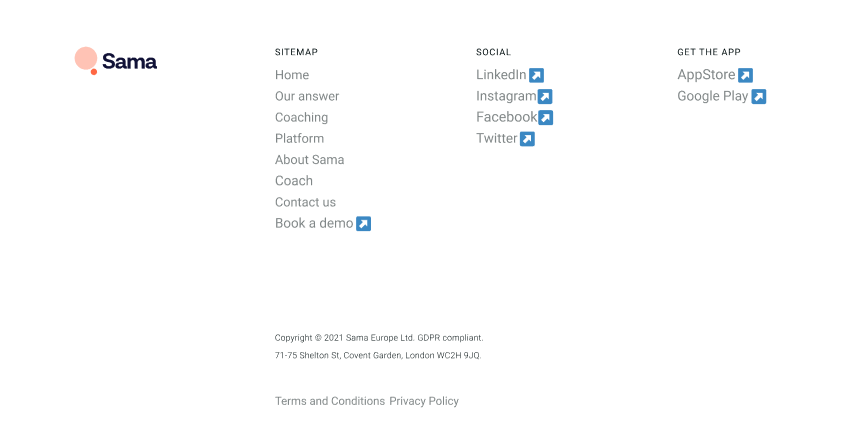 Sama
SITEMAP
Home
Our answer
Coaching
Platform
About Sama
Coach
Contact us
Book a demo
SOCIAL
LinkedIn
Instagram
Facebook
Twitter
GET THE APP
AppStore
Google Play
Copyright © 2021 Sama Europe Ltd. GDPR compliant.
71-75 Shelton St, Covent Garden, London WC2H 9JQ.
Terms and Conditions Privacy Policy